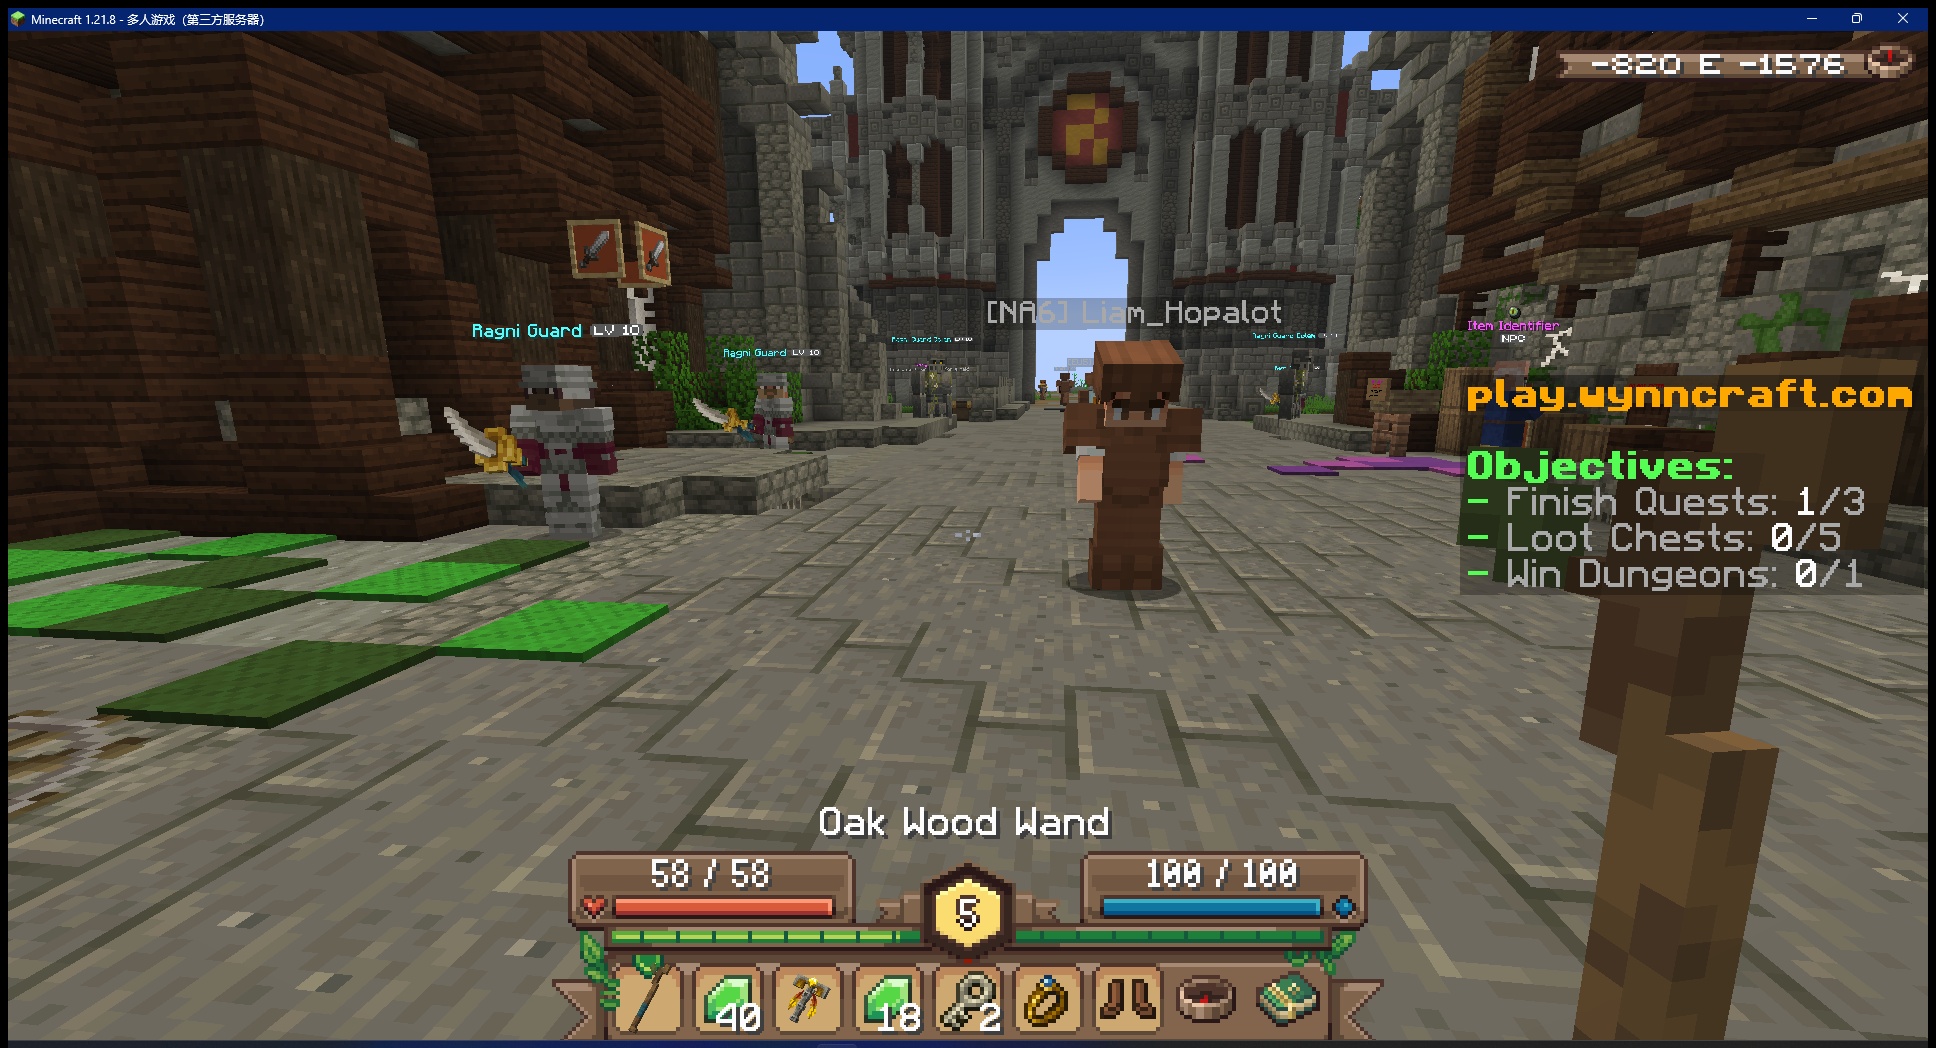 Minecraft 1.21.8 - 多人游戏（第三方服务器）
-820 E -1576
[NA6] Liam_Hopalot
Ragni Guard LV 10
Ragni Guard LV 10
Item Identifier
NPC
play.wynncraft.com
Objectives:
- Finish Quests: 1/3
- Loot Chests: 0/5
- Win Dungeons: 0/1
Oak Wood Wand
58 / 58
5
100 / 100
40
18
2